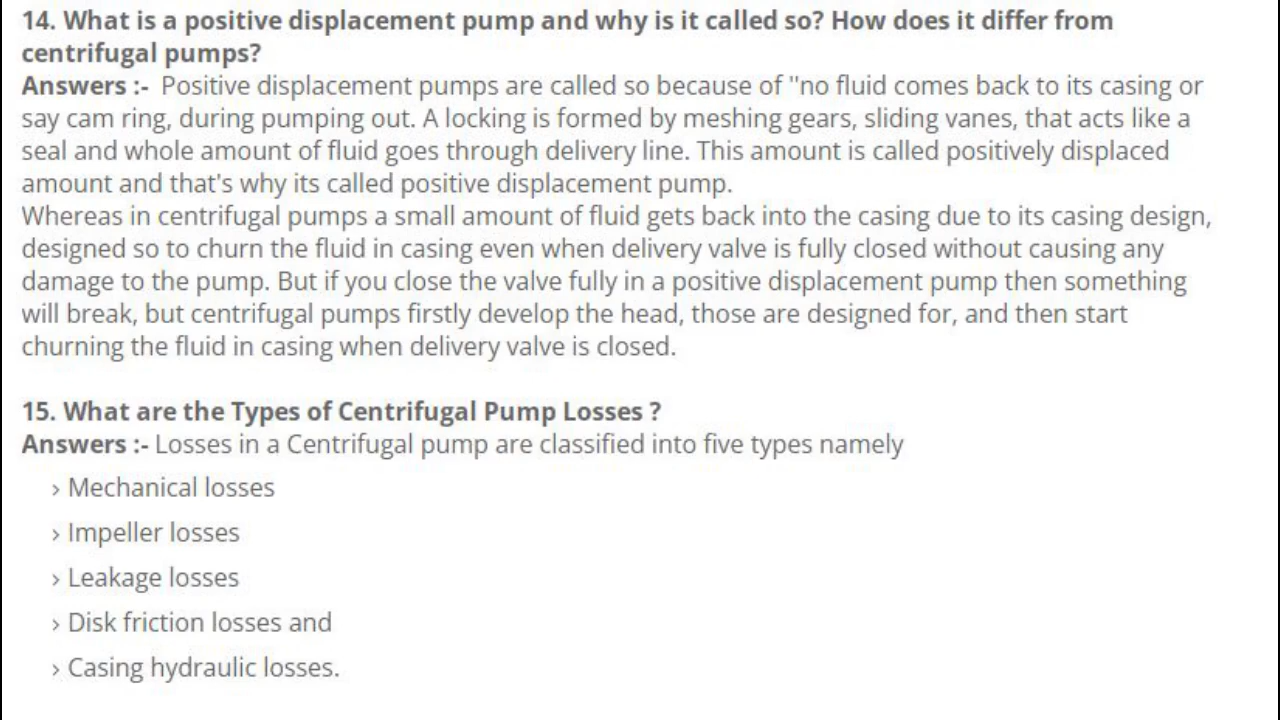 14. What is a positive displacement pump and why is it called so? How does it differ from
centrifugal pumps?
Answers :- Positive displacement pumps are called so because of "no fluid comes back to its casing or
say cam ring, during pumping out. A locking is formed by meshing gears, sliding vanes, that acts like a
seal and whole amount of fluid goes through delivery line. This amount is called positively displaced
amount and that's why its called positive displacement pump.
Whereas in centrifugal pumps a small amount of fluid gets back into the casing due to its casing design,
designed so to churn the fluid in casing even when delivery valve is fully closed without causing any
damage to the pump. But if you close the valve fully in a positive displacement pump then something
will break, but centrifugal pumps firstly develop the head, those are designed for, and then start
churning the fluid in casing when delivery valve is closed.
15. What are the Types of Centrifugal Pump Losses ?
Answers :- Losses in a Centrifugal pump are classified into five types namely
› Mechanical losses
› Impeller losses
› Leakage losses
› Disk friction losses and
› Casing hydraulic losses.